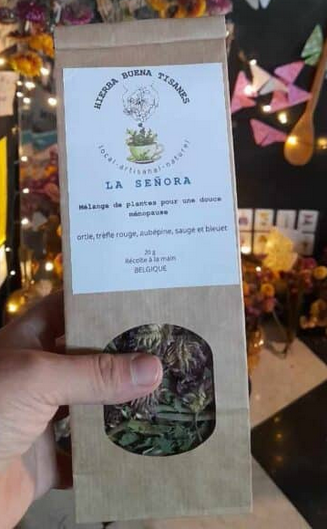 HIERBA BUENA TISANES
local-artisanal-naturel
LA SEÑORA
Mélange de plantes pour une douce
ménopause
ortie, trèfle rouge, aubépine, sauge et bleuet
20 g
Récolté à la main
BELGIQUE